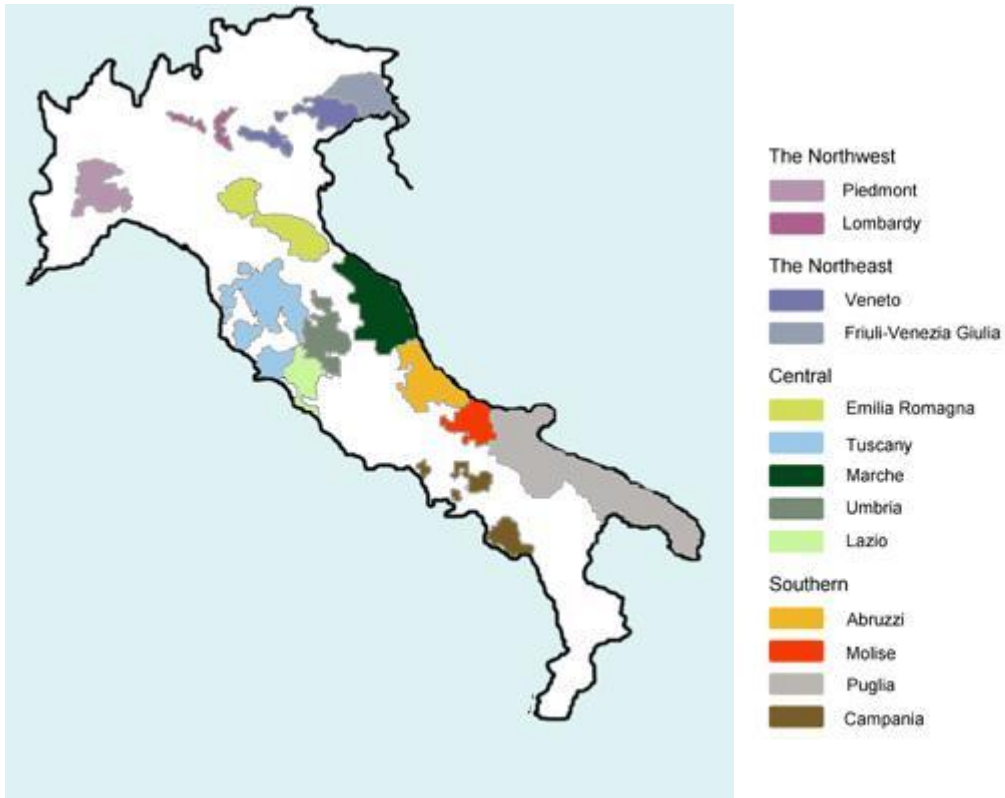 The Northwest
Piedmont
Lombardy
The Northeast
Veneto
Friuli-Venezia Giulia
Central
Emilia Romagna
Tuscany
Marche
Umbria
Lazio
Southern
Abruzzi
Molise
Puglia
Campania